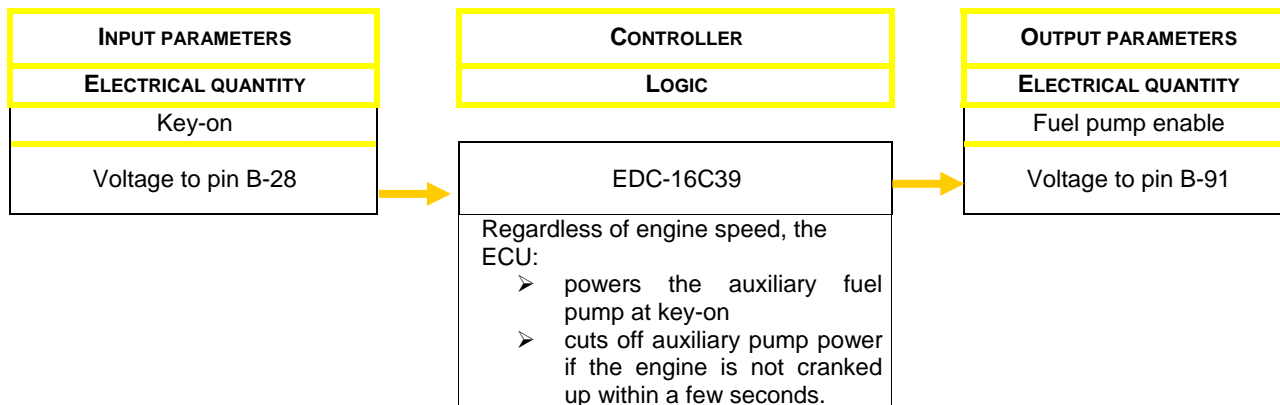 INPUT PARAMETERS
ELECTRICAL QUANTITY
Key-on
Voltage to pin B-28
CONTROLLER
LOGIC
EDC-16C39
Regardless of engine speed, the
ECU:
➢ powers the auxiliary fuel
pump at key-on
➢ cuts off auxiliary pump power
if the engine is not cranked
up within a few seconds.
OUTPUT PARAMETERS
ELECTRICAL QUANTITY
Fuel pump enable
Voltage to pin B-91